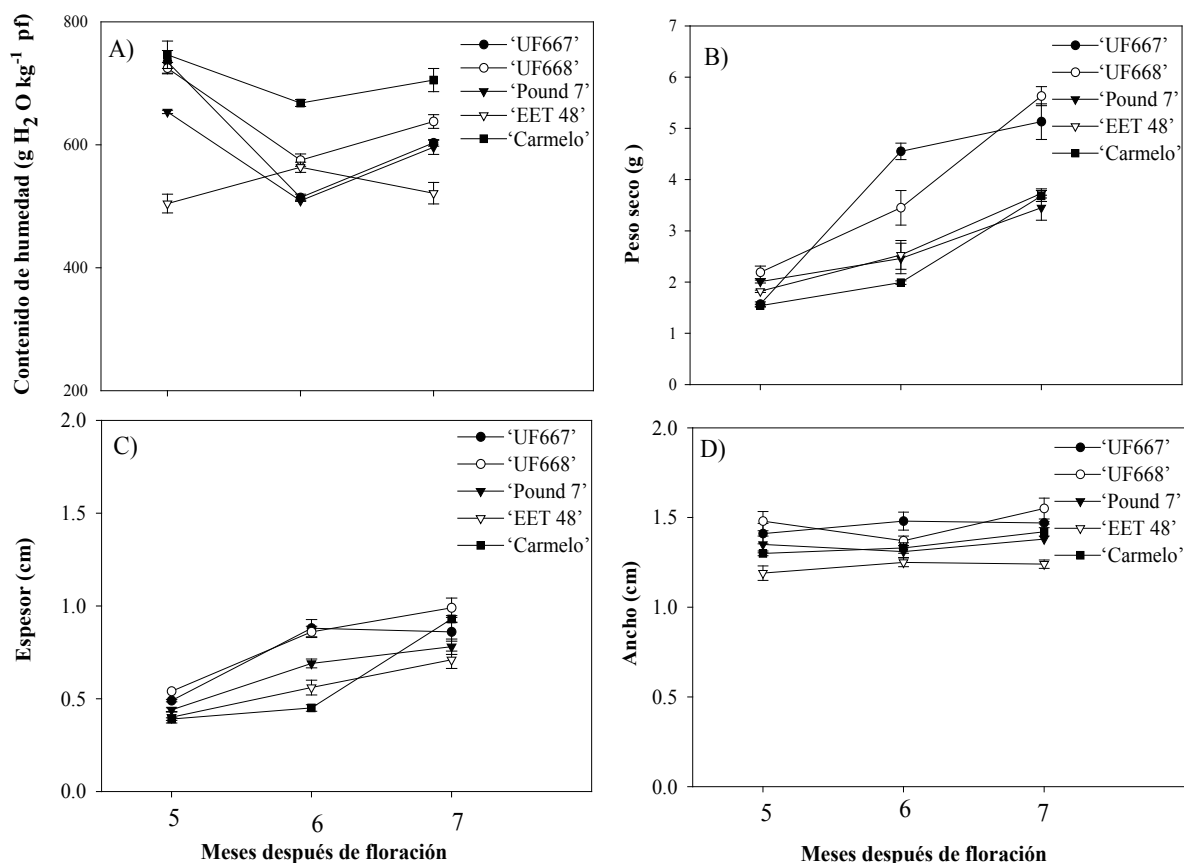 A)
Contenido de humedad (g H2 O kg-1 pf)
800
600
400
200
‘UF667’
‘UF668’
‘Pound 7’
‘EET 48’
‘Carmelo’
B)
Peso seco (g )
7
6
5
4
3
2
1
0
‘UF667’
‘UF668’
‘Pound 7’
‘EET 48’
‘Carmelo’
C)
Espesor (cm)
2.0
1.5
1.0
0.5
0.0
‘UF667’
‘UF668’
‘Pound 7’
‘EET 48’
‘Carmelo’
5 6 7
Meses después de floración
D)
Ancho (cm)
2.0
1.5
1.0
0.5
0.0
‘UF667’
‘UF668’
‘Pound 7’
‘EET 48’
‘Carmelo’
5 6 7
Meses después de floración